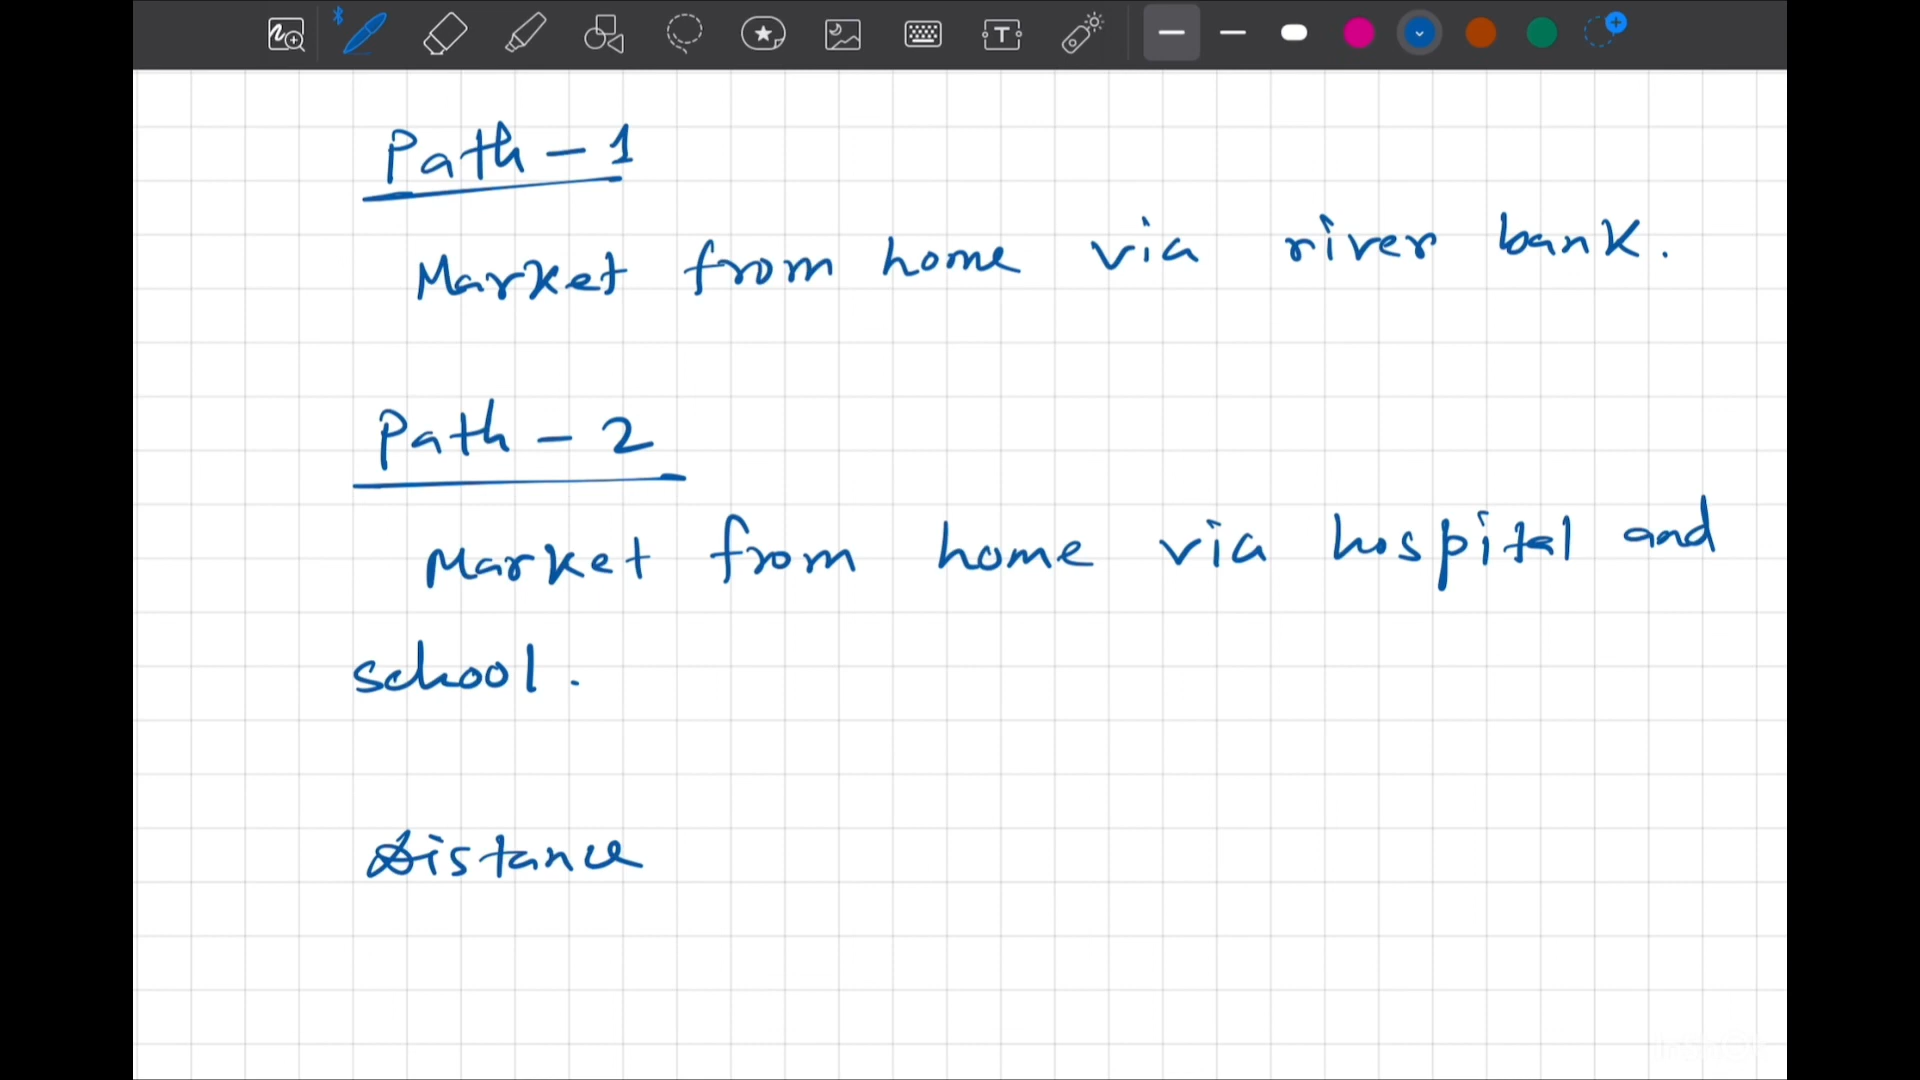 Path - 1
Market from home via river bank.
Path - 2
Market from home via hospital and
school.
Distance